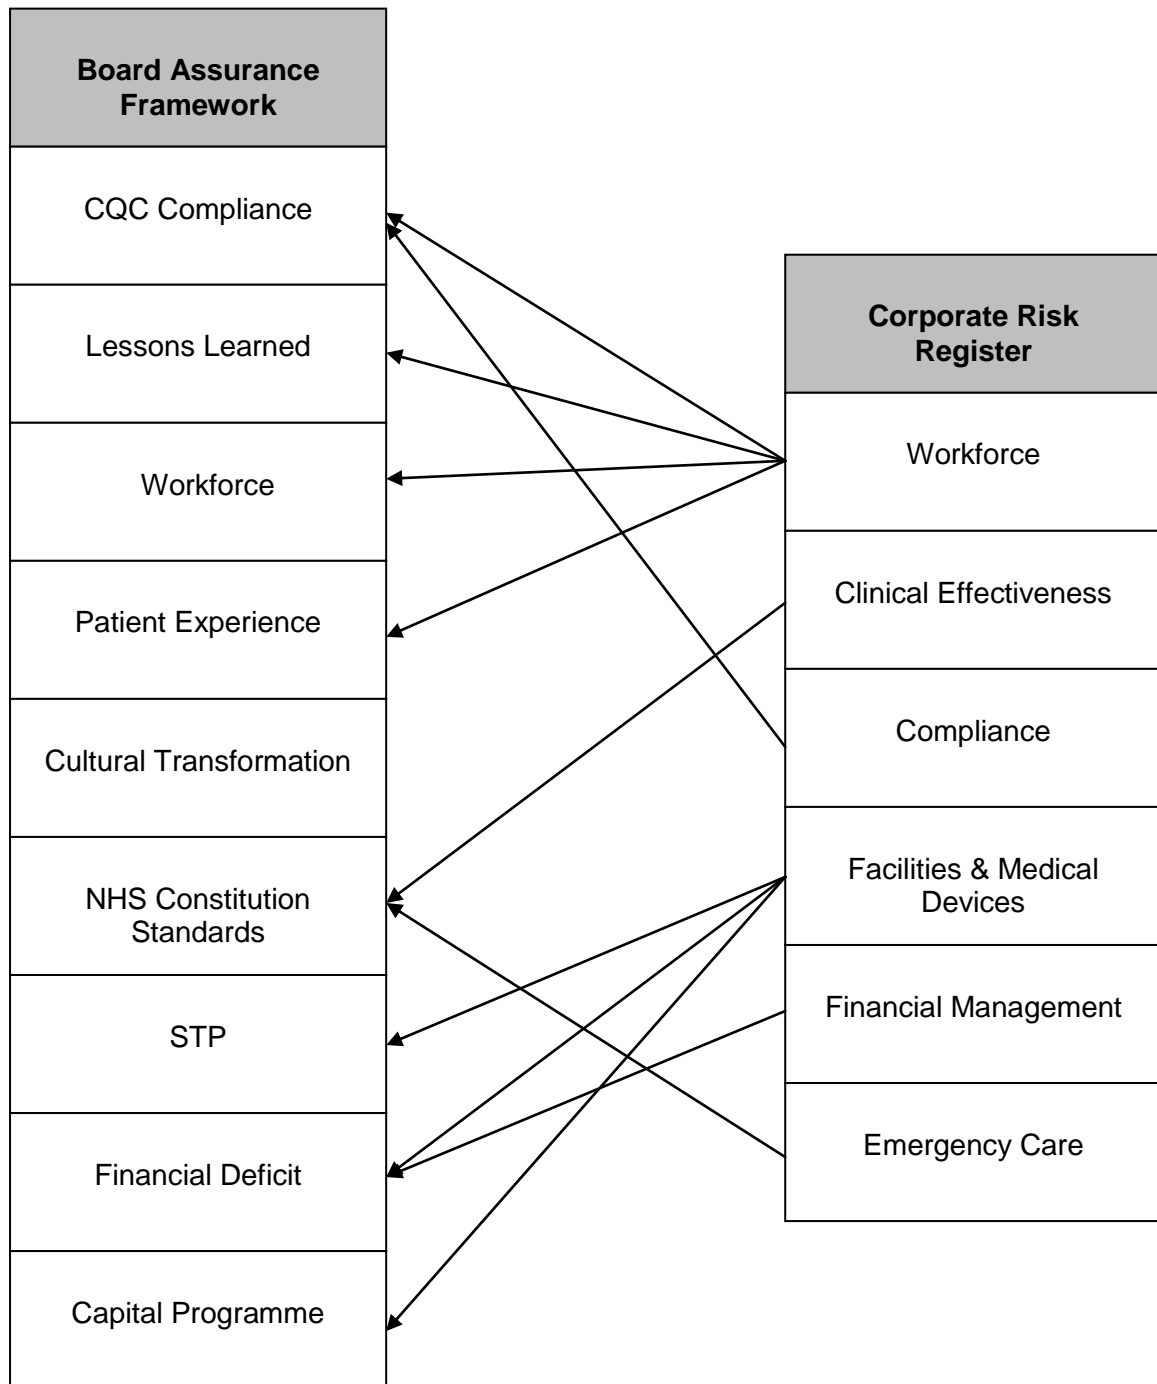 Board Assurance
Framework
CQC Compliance
Lessons Learned
Workforce
Patient Experience
Cultural Transformation
NHS Constitution
Standards
STP
Financial Deficit
Capital Programme
Corporate Risk
Register
Workforce
Clinical Effectiveness
Compliance
Facilities & Medical
Devices
Financial Management
Emergency Care